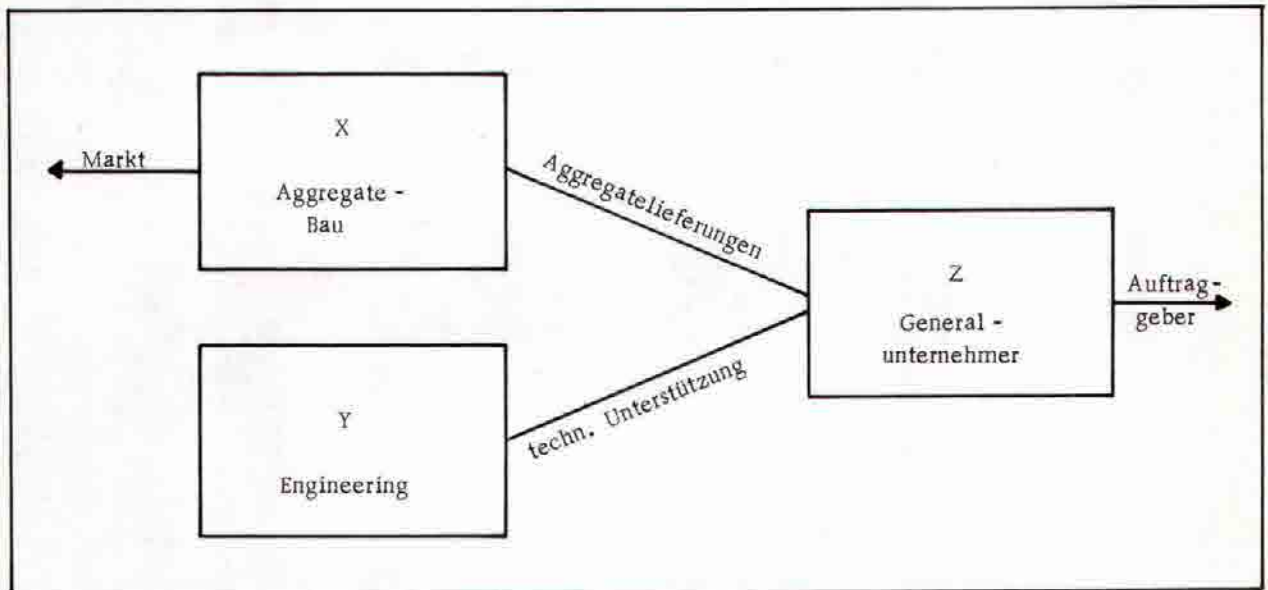 Markt
X
Aggregate -
Bau
Aggregatelieferungen
Z
General -
unternehmer
Auftrag -
geber
Y
Engineering
techn. Unterstützung